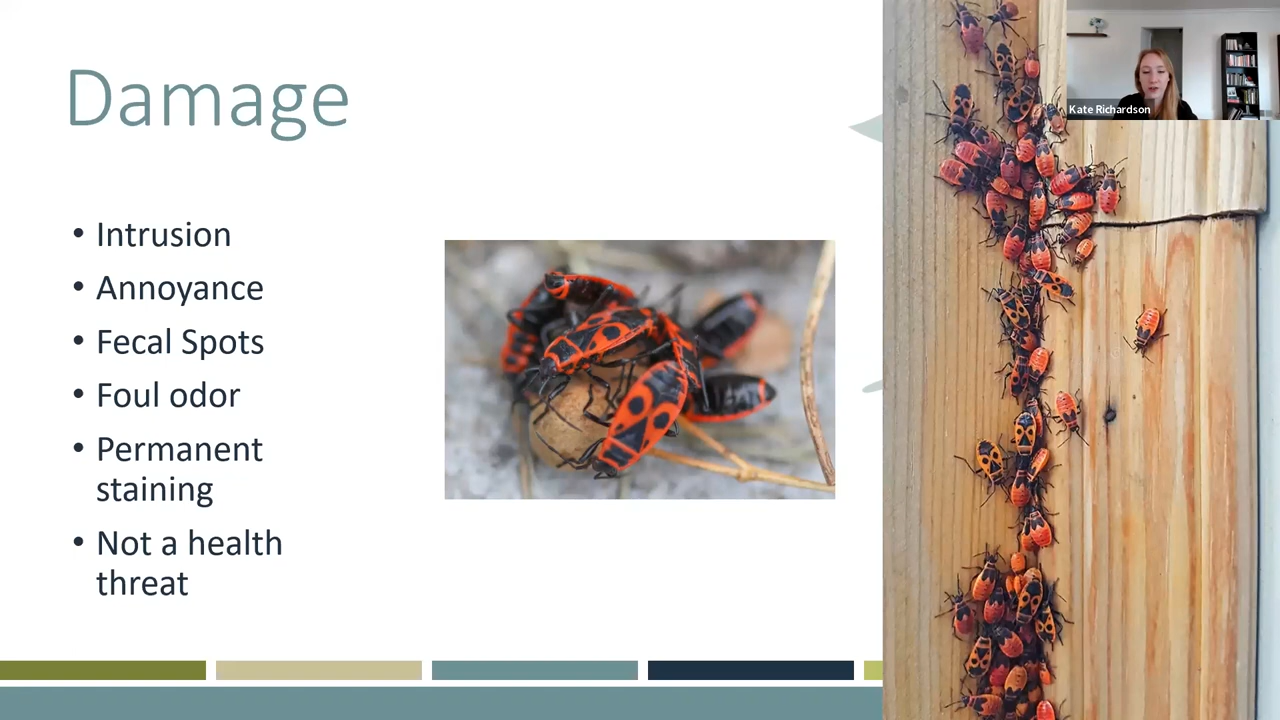 Damage
• Intrusion
• Annoyance
• Fecal Spots
• Foul odor
• Permanent
staining
• Not a health
threat
Kate Richardson